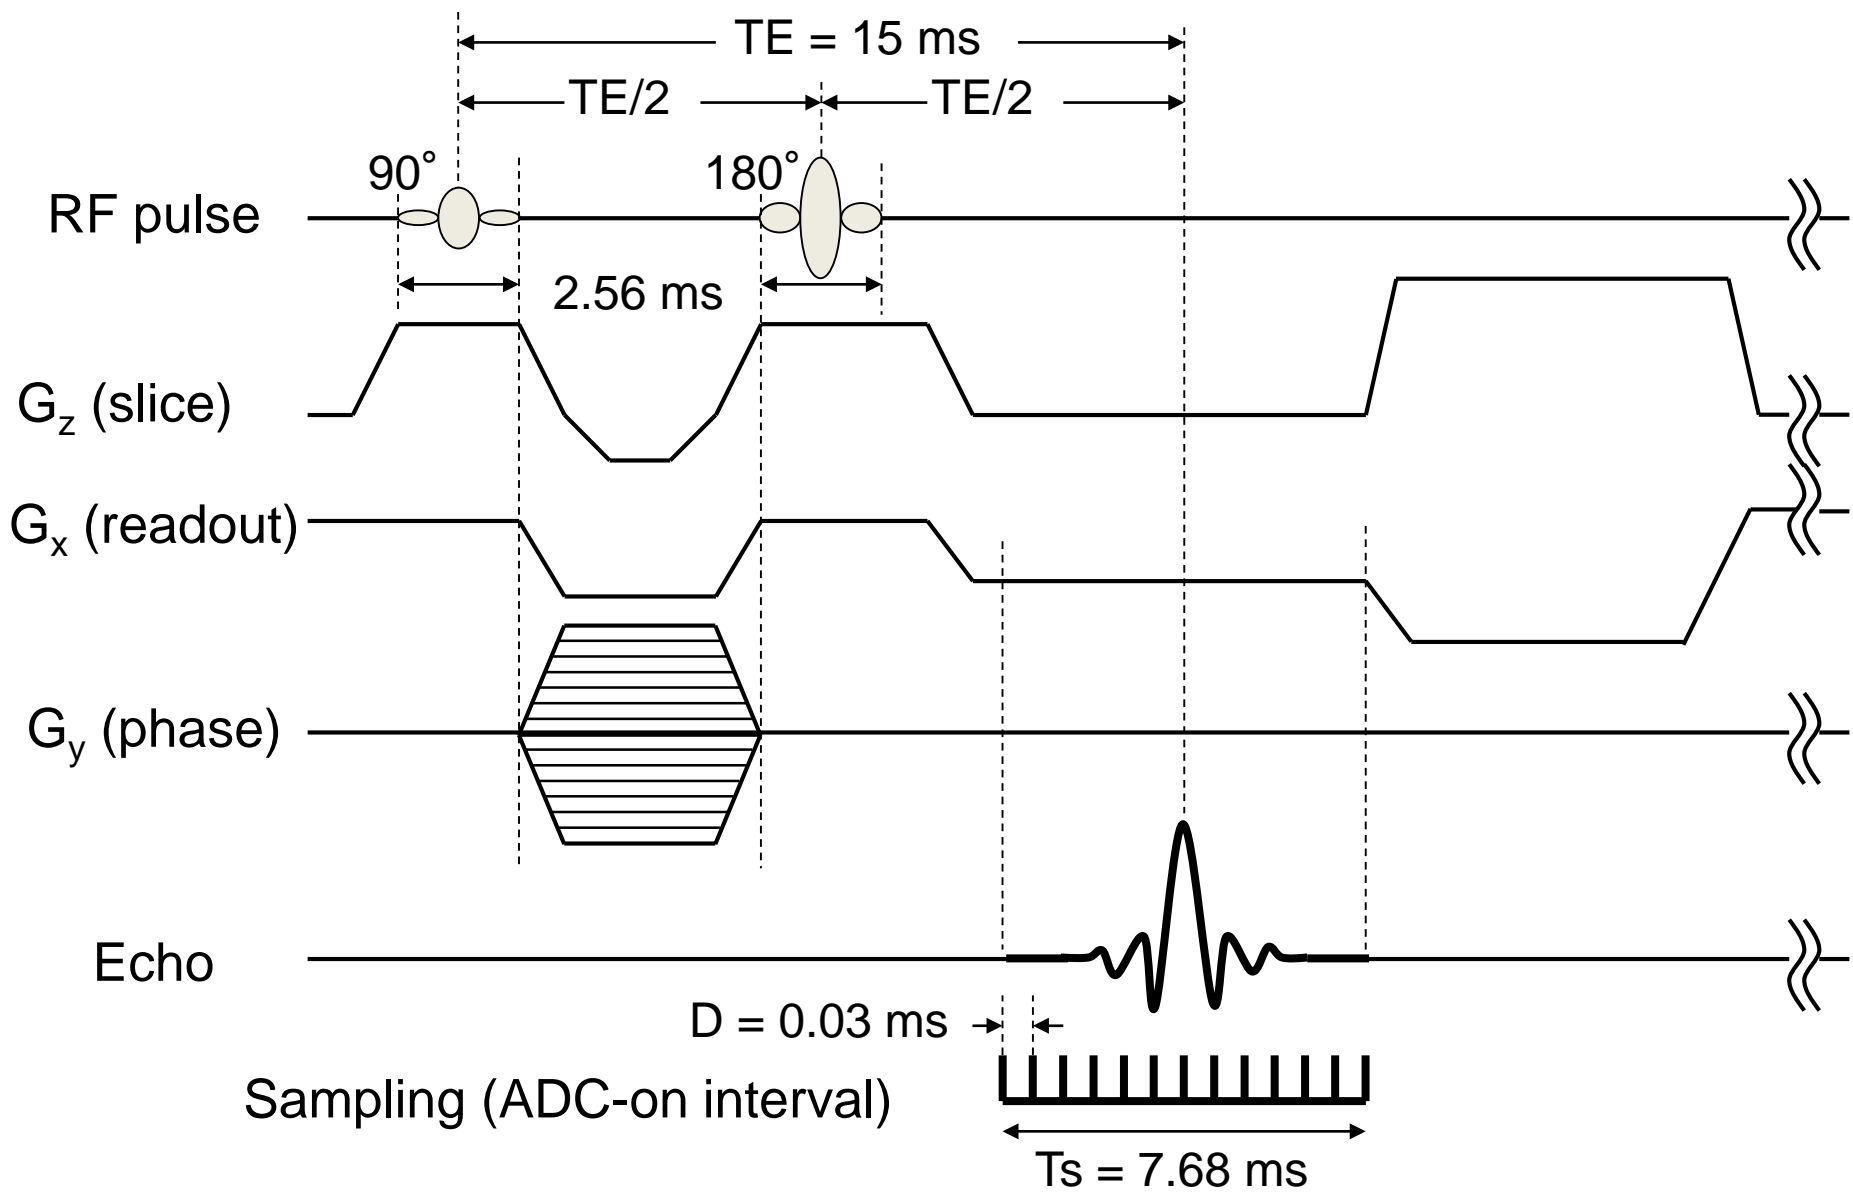 TE = 15 ms
TE/2
TE/2
90°
180°
RF pulse
2.56 ms
Gz (slice)
Gx (readout)
Gy (phase)
Echo
D = 0.03 ms
Sampling (ADC-on interval)
Ts = 7.68 ms